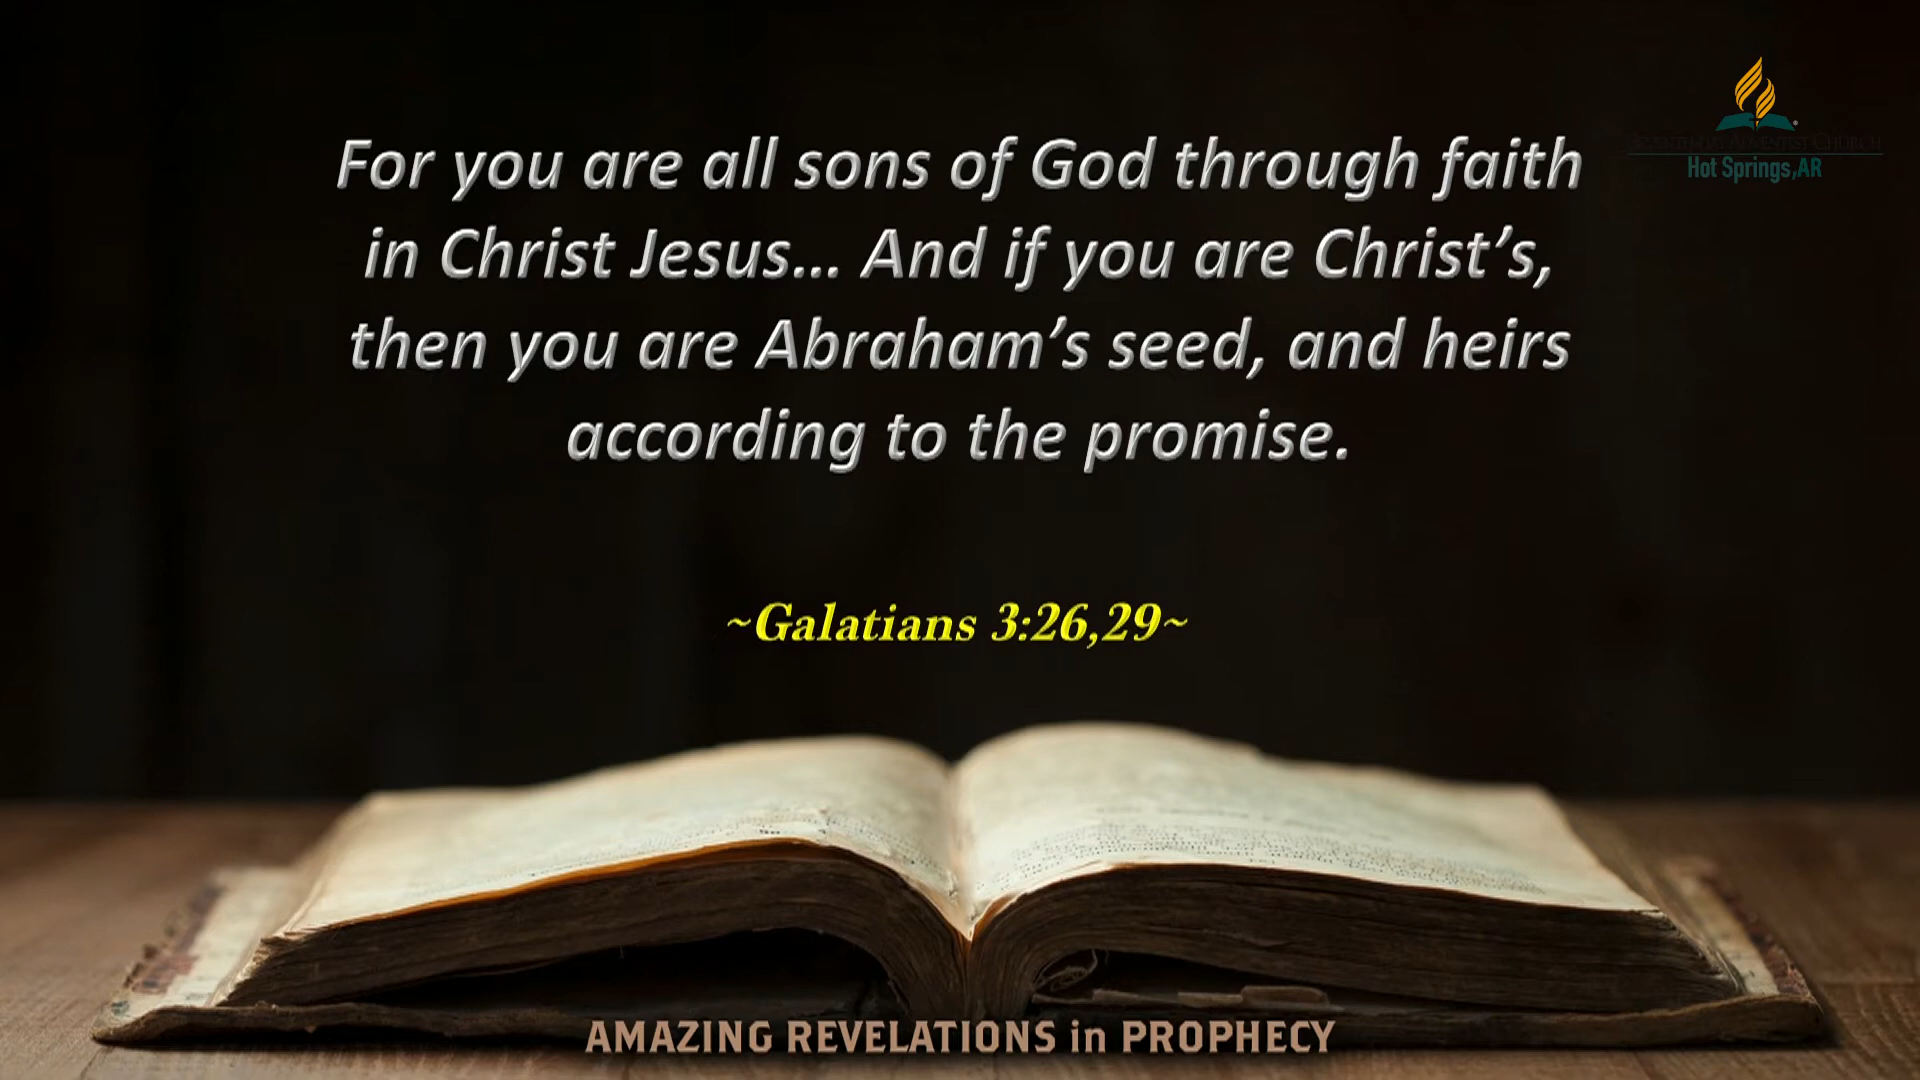 For you are all sons of God through faith
in Christ Jesus... And if you are Christ's,
then you are Abraham's seed, and heirs
according to the promise.
~Galatians 3:26,29~
Adventist Church
Hot Springs,AR
AMAZING REVELATIONS in PROPHECY